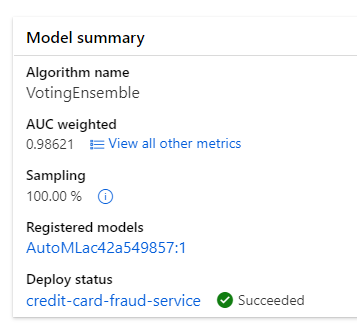 Model summary
Algorithm name
VotingEnsemble
AUC weighted
0.98621 View all other metrics
Sampling
100.00 %
Registered models
AutoMLac42a549857:1
Deploy status
credit-card-fraud-service Succeeded